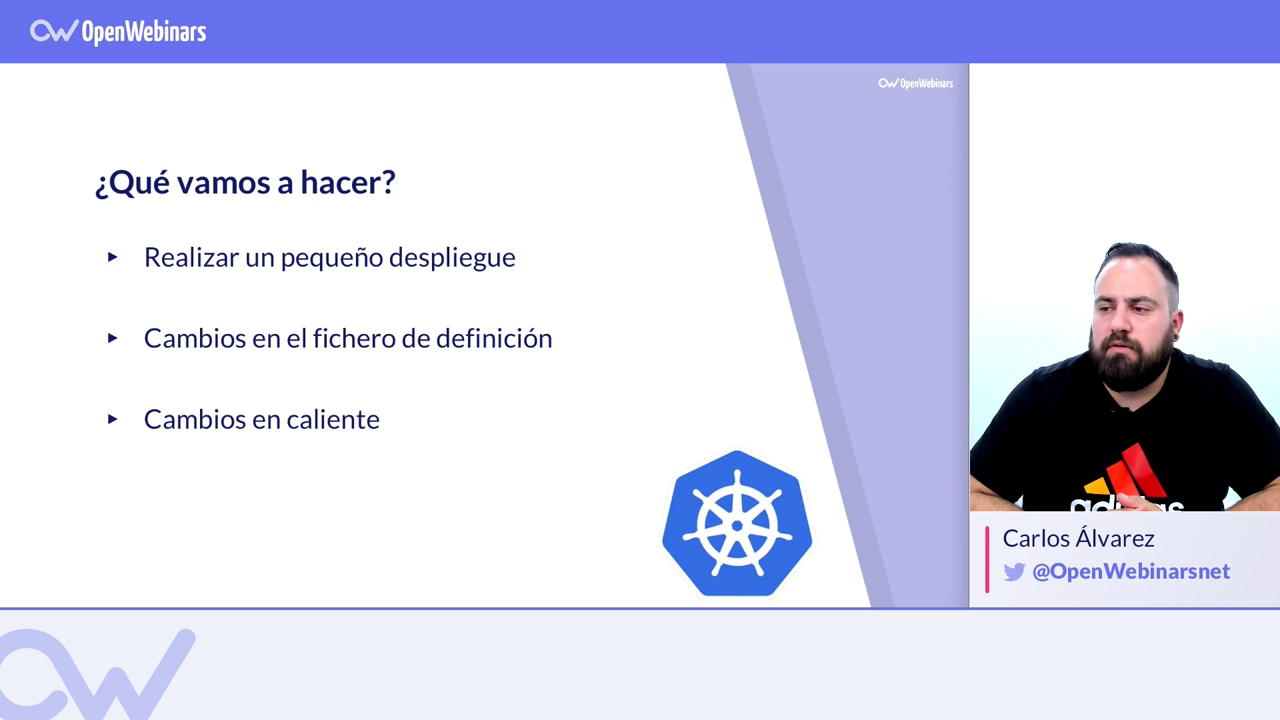 OpenWebinars
OpenWebinars
¿Qué vamos a hacer?
▸ Realizar un pequeño despliegue
▸ Cambios en el fichero de definición
▸ Cambios en caliente
adidas
Carlos Álvarez
@OpenWebinarsnet